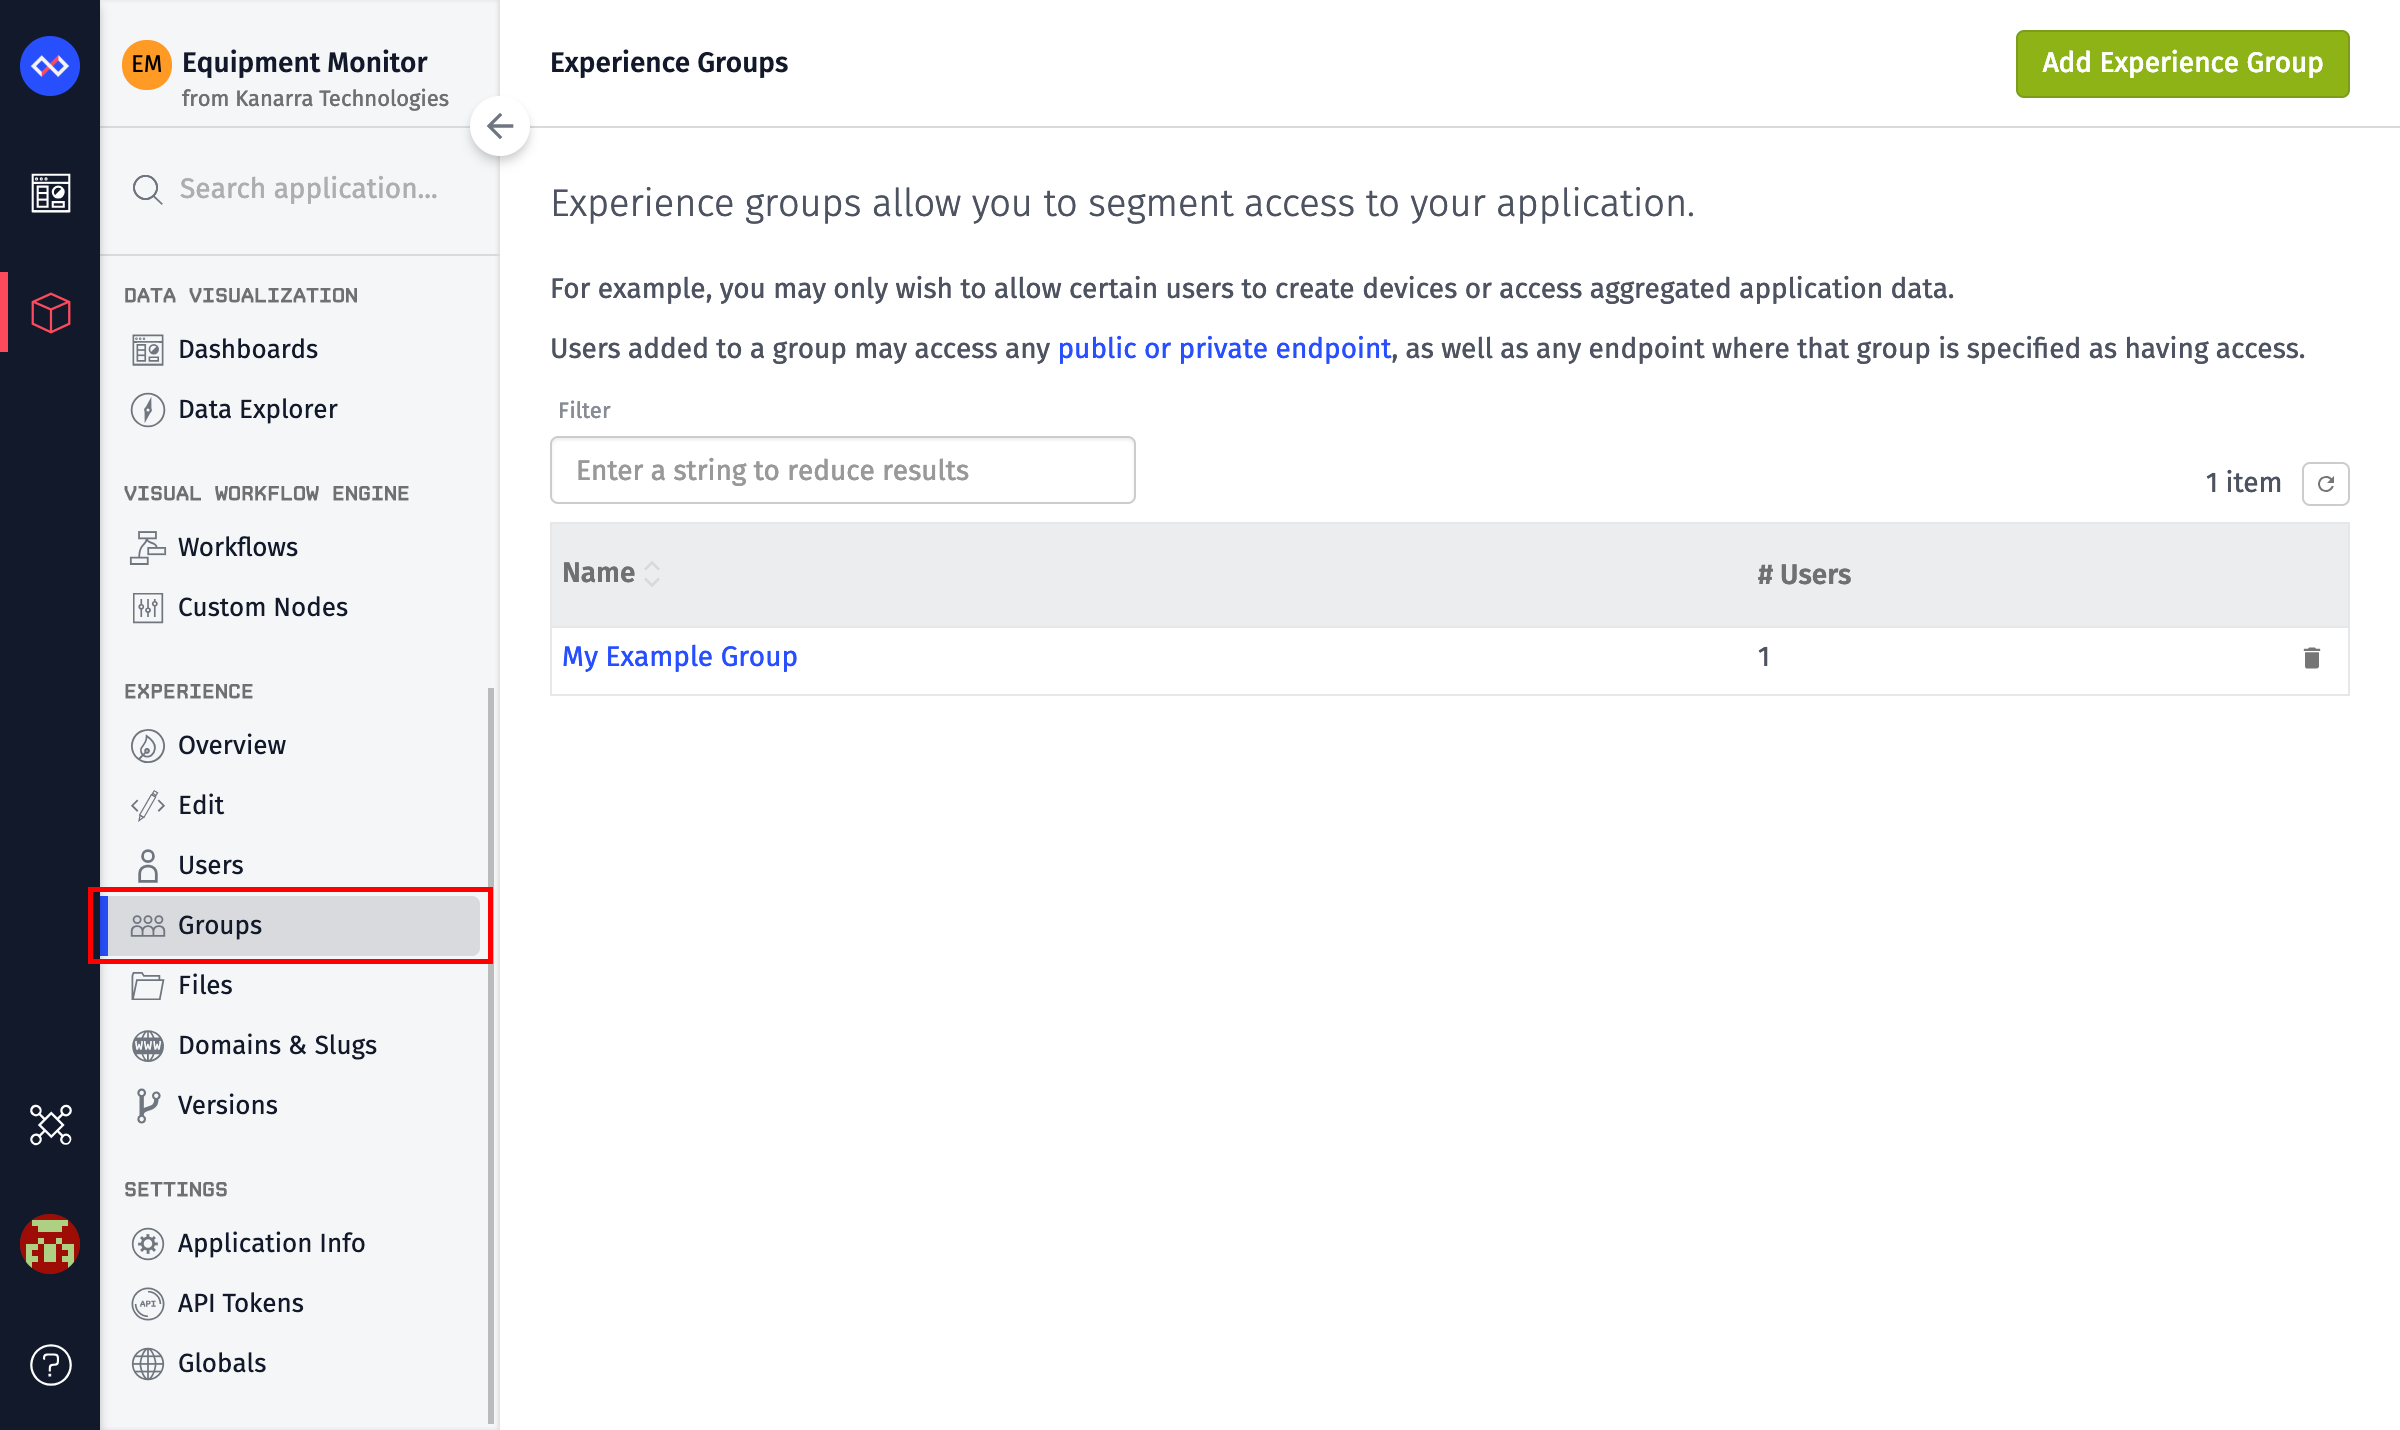 EM
Equipment Monitor
from Kanarra Technologies
Search application...
DATA VISUALIZATION
Dashboards
Data Explorer
VISUAL WORKFLOW ENGINE
Workflows
Custom Nodes
EXPERIENCE
Overview
Edit
Users
Groups
Files
WWW
Domains & Slugs
Versions
SETTINGS
Application Info
API
API Tokens
Globals
?
Experience Groups
Add Experience Group
Experience groups allow you to segment access to your application.
For example, you may only wish to allow certain users to create devices or access aggregated application data.
Users added to a group may access any public or private endpoint, as well as any endpoint where that group is specified as having access.
Filter
Enter a string to reduce results
1 item
Name # Users
My Example Group 1